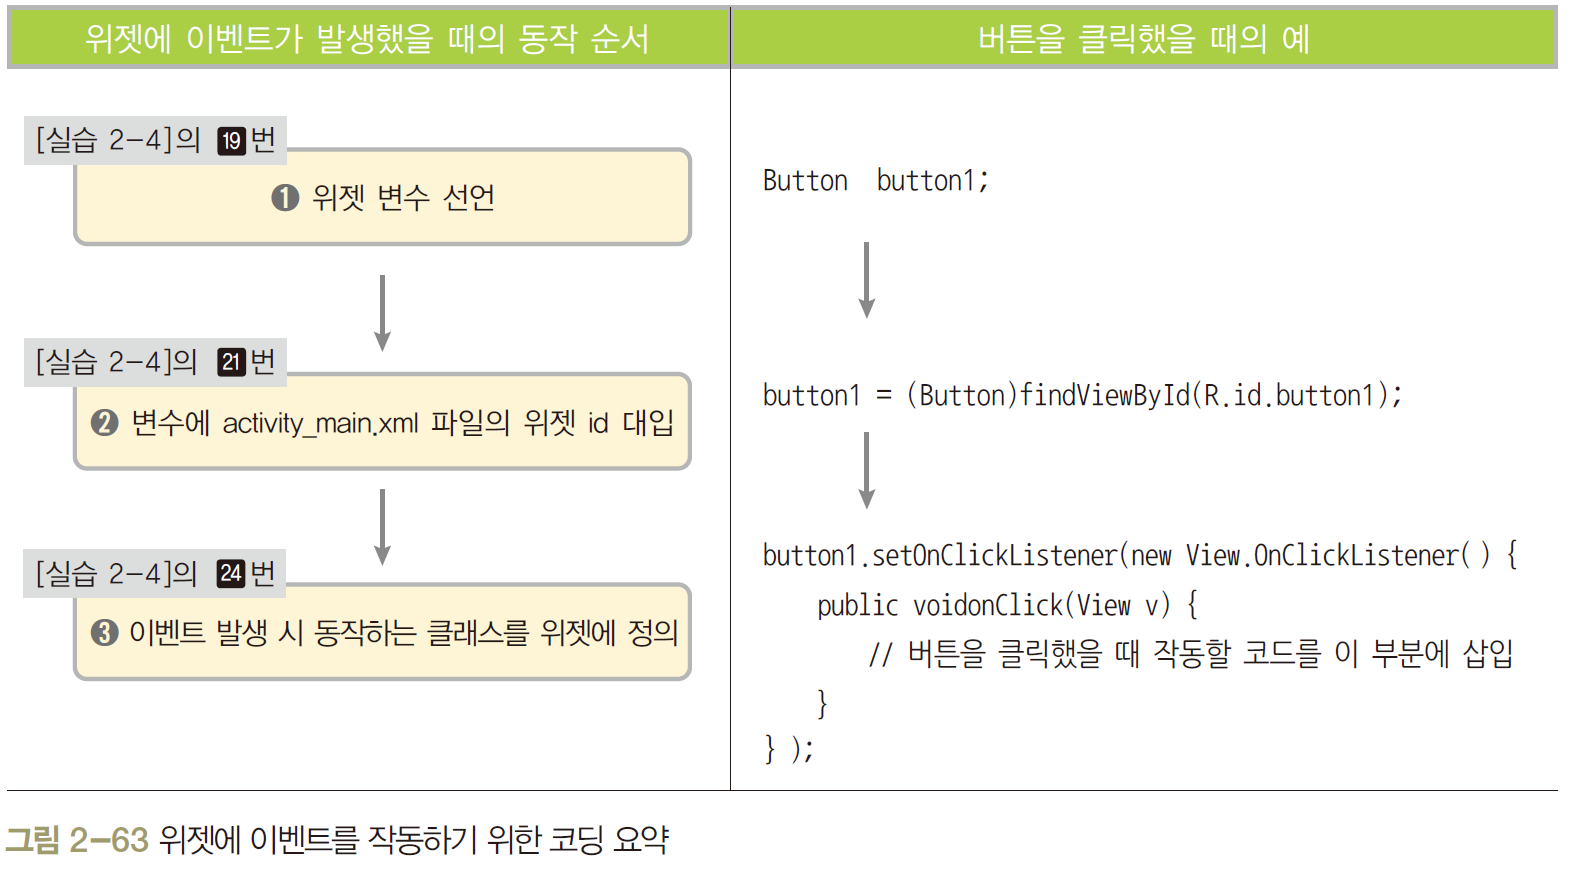 위젯에 이벤트가 발생했을 때의 동작 순서
버튼을 클릭했을 때의 예
[실습 2-4]의 19번
❶ 위젯 변수 선언
Button button1;
[실습 2-4]의 21번
❷ 변수에 activity_main.xml 파일의 위젯 id 대입
button1 = (Button)findViewById(R.id.button1);
[실습 2-4]의 24번
❸ 이벤트 발생 시 동작하는 클래스를 위젯에 정의
button1.setOnClickListener(new View.OnClickListener( ) {
public voidonClick(View v) {
// 버튼을 클릭했을 때 작동할 코드를 이 부분에 삽입
}
} );
그림 2-63 위젯에 이벤트를 작동하기 위한 코딩 요약